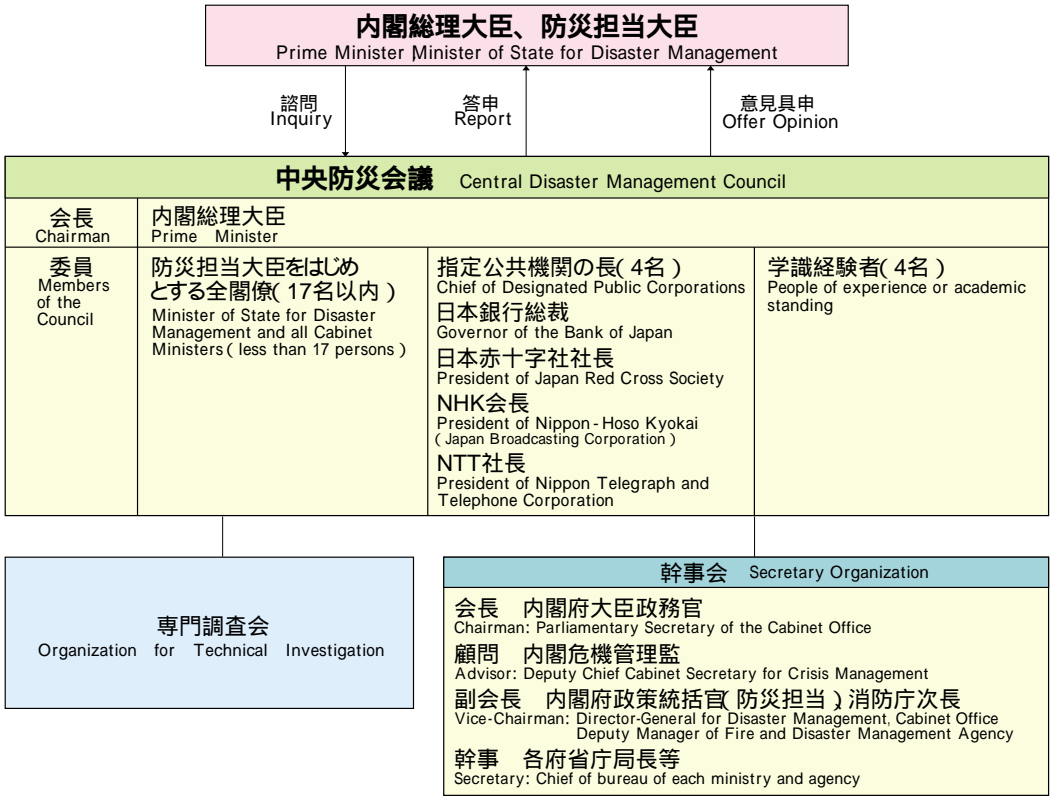 内閣総理大臣、防災担当大臣
Prime Minister,Minister of State for Disaster Management
諮問
Inquiry
答申
Report
意見具申
Offer Opinion
中央防災会議 Central Disaster Management Council
会長
Chairman
内閣総理大臣
Prime Minister
委員
Members
of the
Council
防災担当大臣をはじめ
とする全閣僚(17名以内)
Minister of State for Disaster
Management and all Cabinet
Ministers(less than 17 persons)
指定公共機関の長(4名)
Chief of Designated Public Corporations
日本銀行総裁
Governor of the Bank of Japan
日本赤十字社社長
President of Japan Red Cross Society
NHK会長
President of Nippon-Hoso Kyokai
(Japan Broadcasting Corporation)
NTT社長
President of Nippon Telegraph and
Telephone Corporation
学識経験者(4名)
People of experience or academic
standing
専門調査会
Organization for Technical Investigation
幹事会 Secretary Organization
会長 内閣府大臣政務官
Chairman: Parliamentary Secretary of the Cabinet Office
顧問 内閣危機管理監
Advisor: Deputy Chief Cabinet Secretary for Crisis Management
副会長 内閣府政策統括官(防災担当)、消防庁次長
Vice-Chairman: Director-General for Disaster Management, Cabinet Office
Deputy Manager of Fire and Disaster Management Agency
幹事 各府省庁局長等
Secretary: Chief of bureau of each ministry and agency